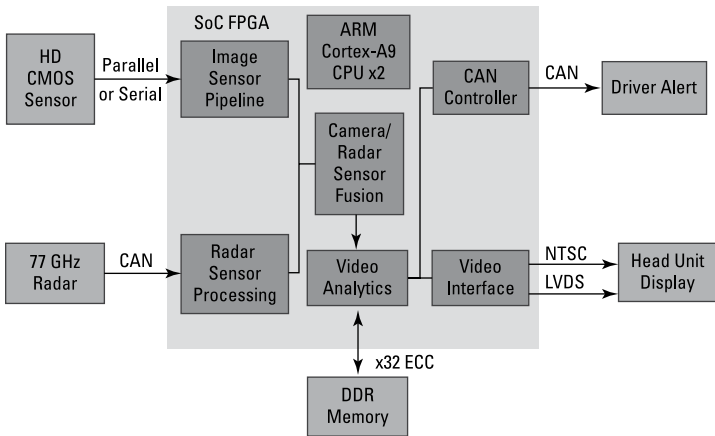 SoC FPGA
HD
CMOS
Sensor
Parallel
or Serial
Image
Sensor
Pipeline
ARM
Cortex-A9
CPU x2
CAN
Controller
CAN
Driver Alert
Camera/
Radar
Sensor
Fusion
77 GHz
Radar
CAN
Radar
Sensor
Processing
Video
Analytics
Video
Interface
NTSC
LVDS
Head Unit
Display
x32 ECC
DDR
Memory